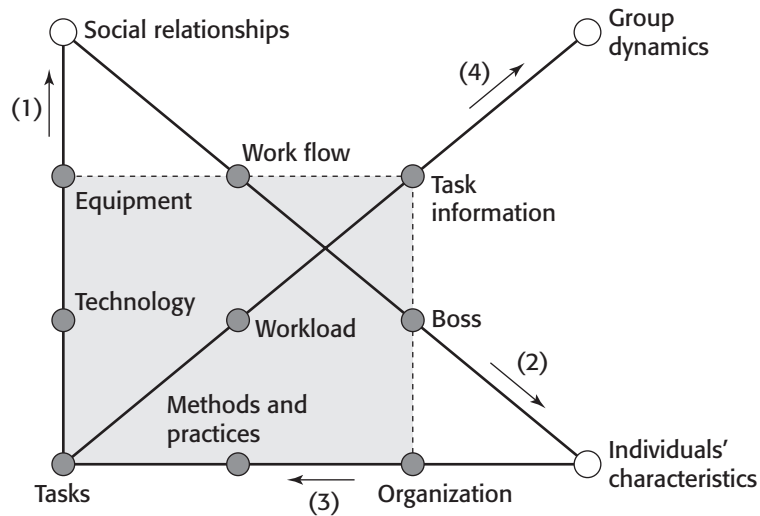 Social relationships
Group
dynamics
(4)
(1)
Work flow
Equipment
Task
information
Technology
Workload
Boss
(2)
Methods and
practices
Individuals'
characteristics
Tasks
(3)
Organization